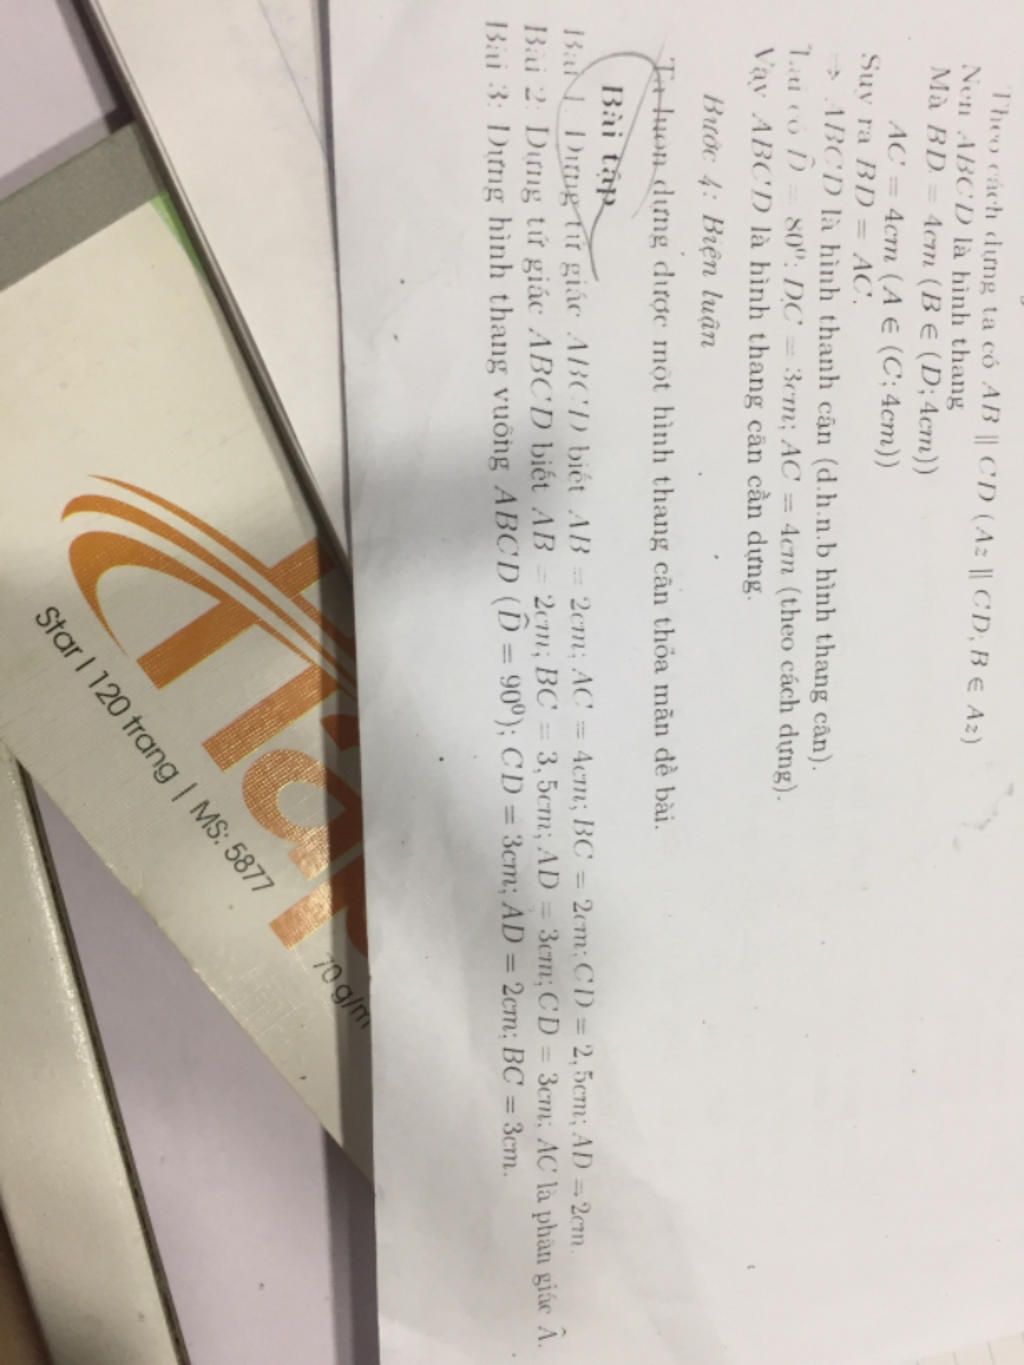 Theo cách dựng ta có AB ∥ CD (Az ∥ CD, B ∈ Az)
Nên ABCD là hình thang
Mà BD = 4cm (B ∈ (D; 4cm))
AC = 4cm (A ∈ (C; 4cm))
Suy ra BD = AC.
→ ABCD là hình thanh cân (d.h.n.b hình thang cân).
Lại có D̂ = 80⁰; DC = 3cm; AC = 4cm (theo cách dựng).
Vậy ABCD là hình thang cân cần dựng.
Bước 4: Biện luận
Ta luôn dựng được một hình thang cân thỏa mãn đề bài.
Bài tập
Bài 1: Dựng tứ giác ABCD biết AB = 2cm; AC = 4cm; BC = 2cm; CD = 2,5cm; AD = 2cm.
Bài 2: Dựng tứ giác ABCD biết AB = 2cm; BC = 3,5cm; AD = 3cm; CD = 3cm; AC là phân giác Â.
Bài 3: Dựng hình thang vuông ABCD (D̂ = 90⁰); CD = 3cm; AD = 2cm; BC = 3cm.
Star | 120 trang | MS: 5877
70g/m